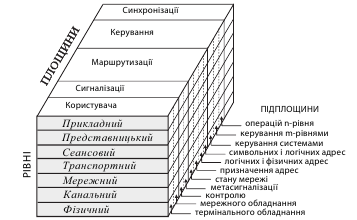 Синхронізації
Керування
Маршрутизації
Сигналізації
Користувача
ПЛОЩИНИ
РІВНІ
Прикладний
Представницький
Сеансовий
Транспортний
Мережний
Канальний
Фізичний
ПІДПЛОЩИНИ
операцій n-рівня
керування m-рівнями
керування системами
символьних і логічних адрес
логічних і фізичних адрес
призначення адрес
стану мережі
метасигналізації
контролю
мережного обладнання
термінального обладнання